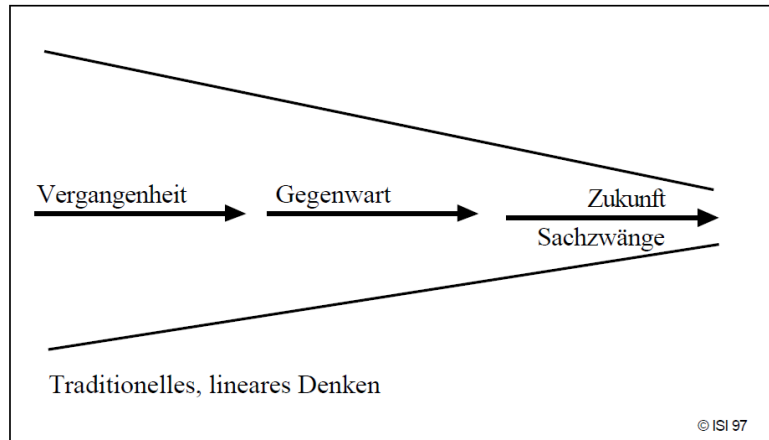 Vergangenheit
Gegenwart
Zukunft
Sachzwänge
Traditionelles, lineares Denken
© ISI 97